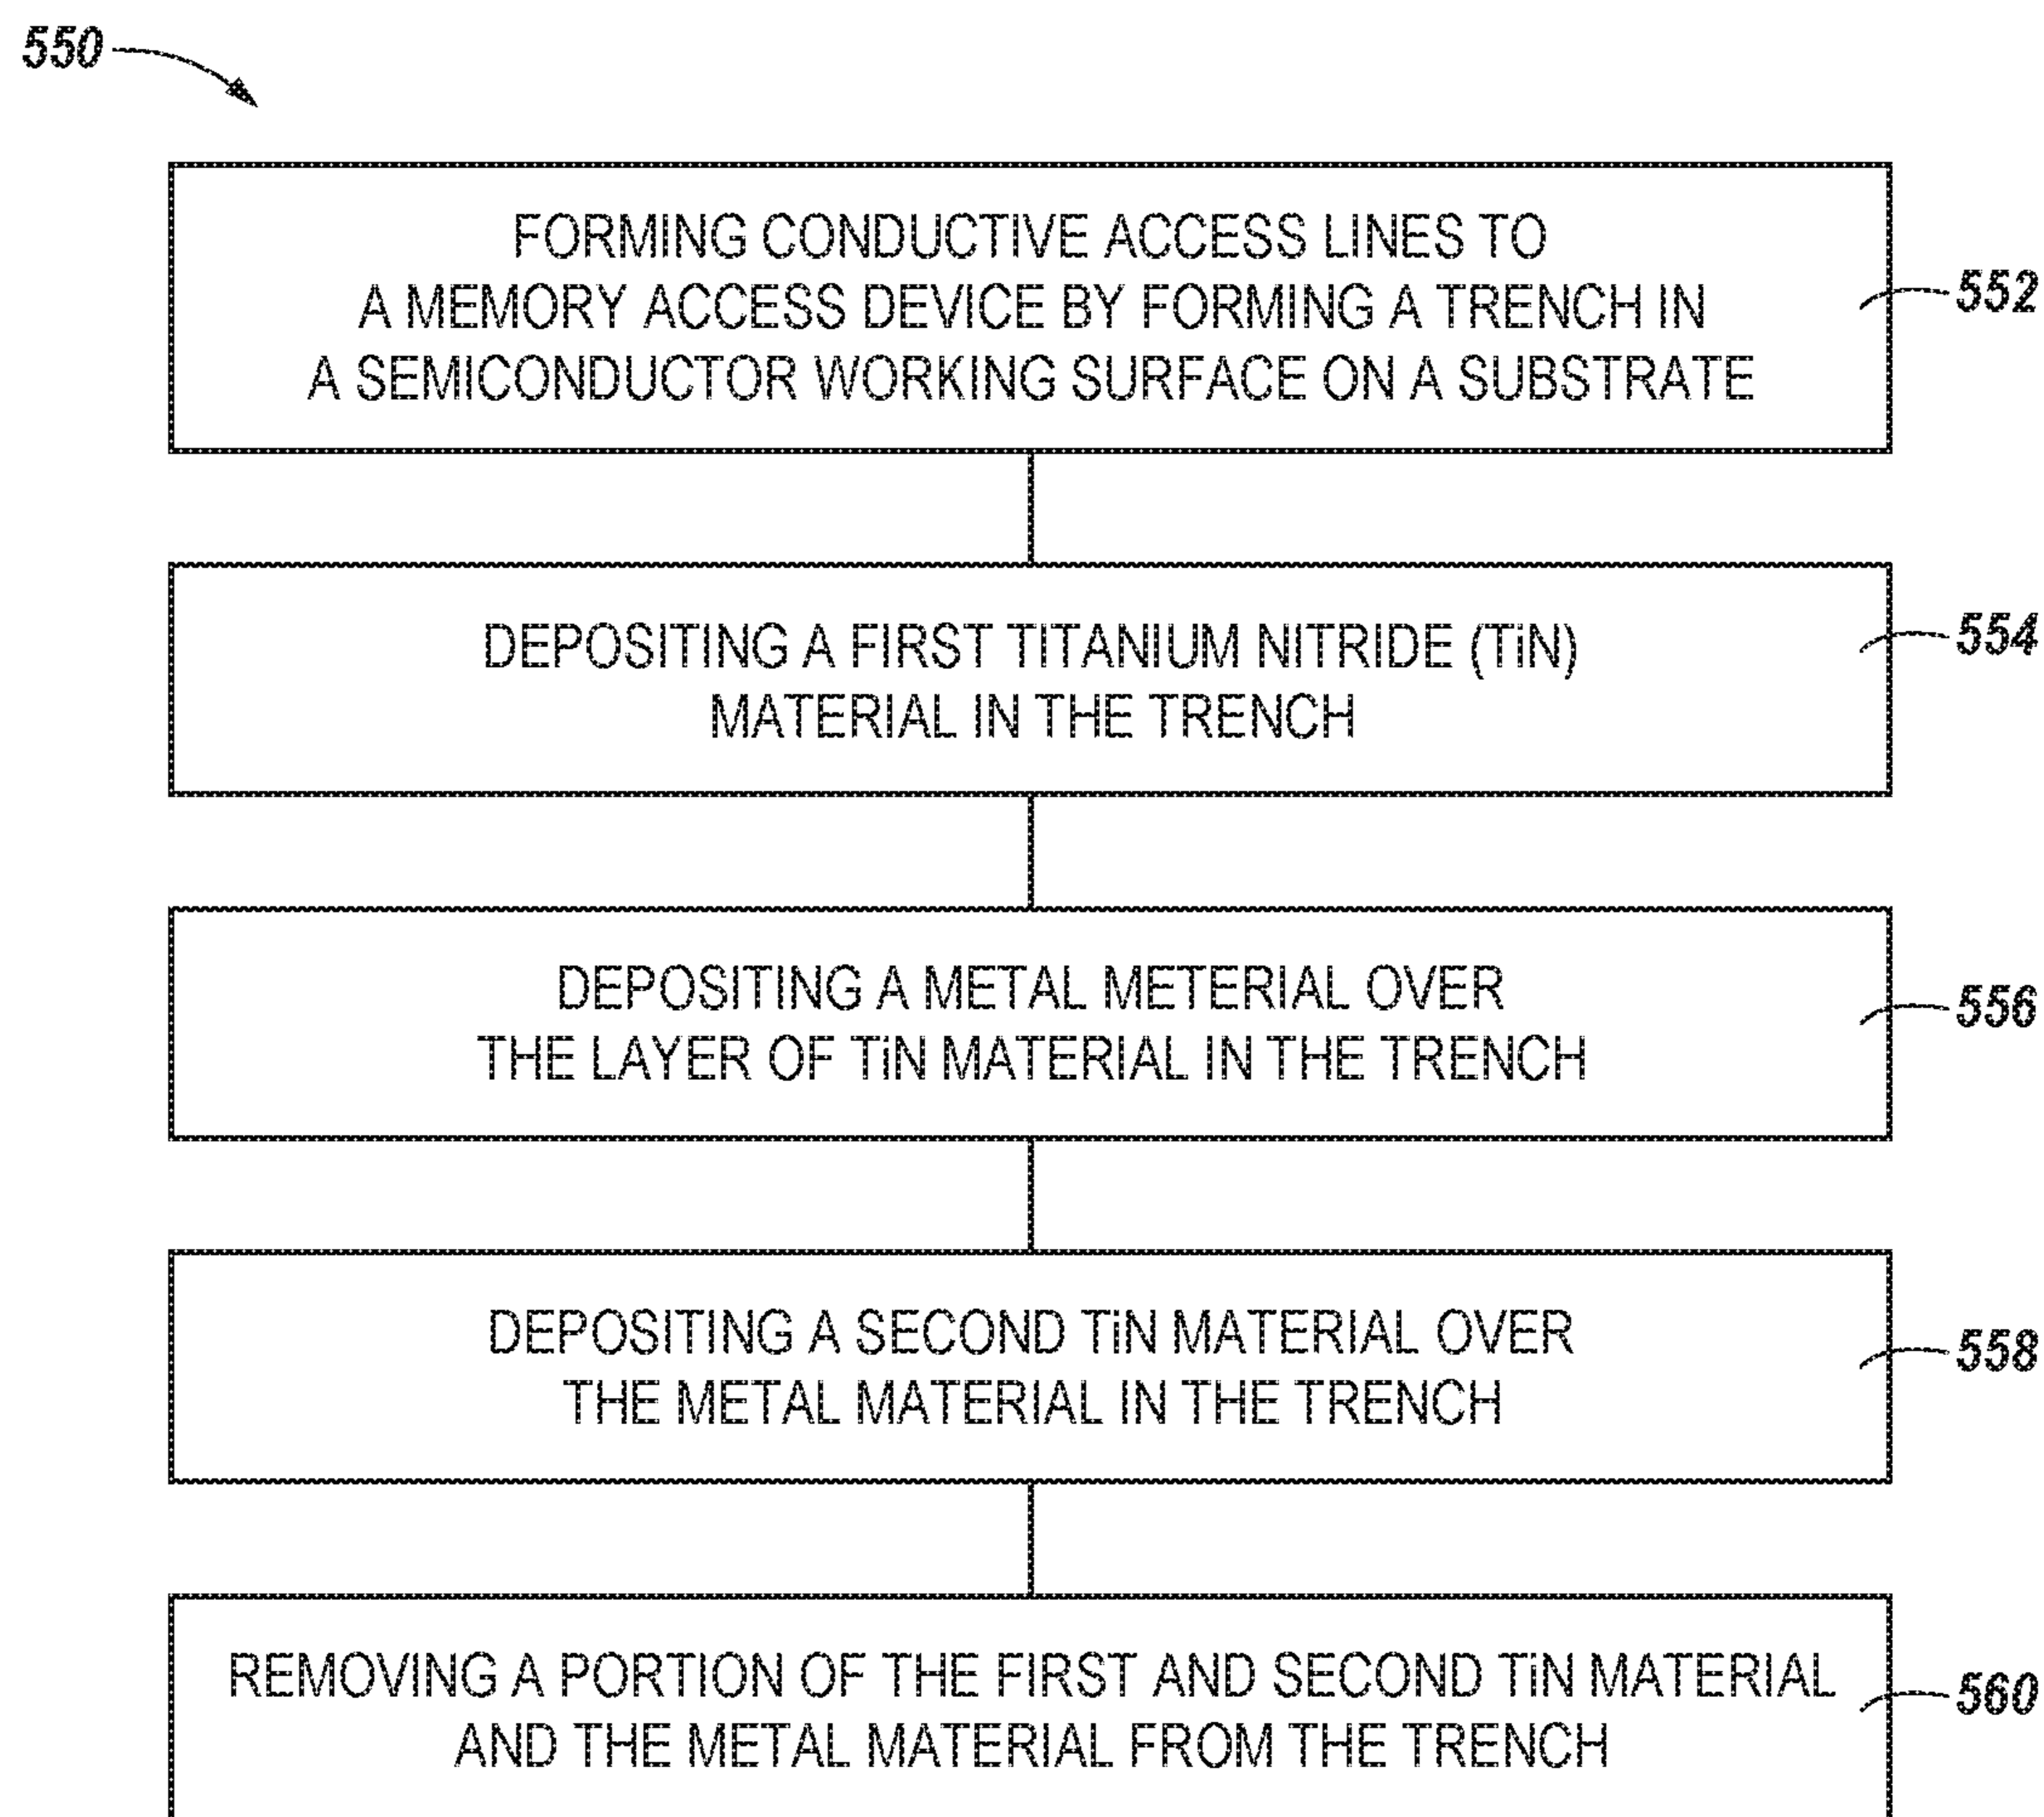 550
FORMING CONDUCTIVE ACCESS LINES TO
A MEMORY ACCESS DEVICE BY FORMING A TRENCH IN
A SEMICONDUCTOR WORKING SURFACE ON A SUBSTRATE
552
DEPOSITING A FIRST TITANIUM NITRIDE (TiN)
MATERIAL IN THE TRENCH
554
DEPOSITING A METAL METERIAL OVER
THE LAYER OF TiN MATERIAL IN THE TRENCH
556
DEPOSITING A SECOND TiN MATERIAL OVER
THE METAL MATERIAL IN THE TRENCH
558
REMOVING A PORTION OF THE FIRST AND SECOND TiN MATERIAL
AND THE METAL MATERIAL FROM THE TRENCH
560